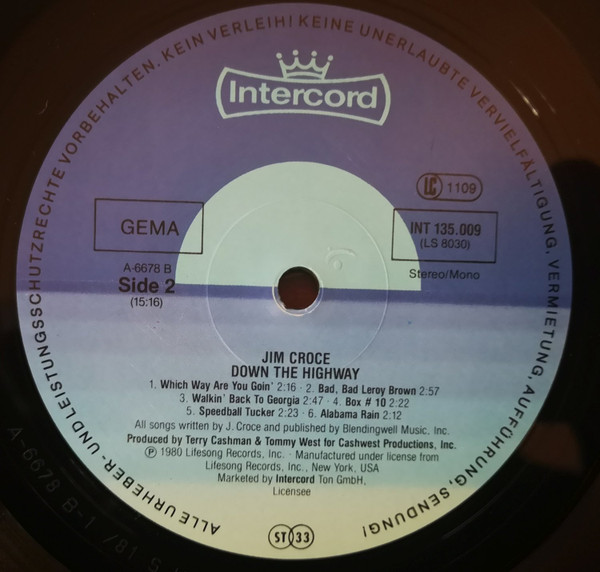 ALLE URHEBER- UND LEISTUNGSSCHUTZRECHTE VORBEHALTEN. KEIN VERLEIH! KEINE UNERLAUBTE VERVIELFÄLTIGUNG, VERMIETUNG, AUFFÜHRUNG, SENDUNG!
Intercord
LC 1109
GEMA
INT 135.009
(LS 8030)
A-6678 B
Side 2
(15:16)
Stereo/Mono
JIM CROCE
DOWN THE HIGHWAY
1. Which Way Are You Goin' 2:16 · 2. Bad, Bad Leroy Brown 2:57
3. Walkin' Back To Georgia 2:47 · 4. Box # 10 2:22
5. Speedball Tucker 2:23 · 6. Alabama Rain 2:12
All songs written by J. Croce and published by Blendingwell Music, Inc.
Produced by Terry Cashman & Tommy West for Cashwest Productions, Inc.
Ⓟ 1980 Lifesong Records, Inc. · Manufactured under license from
Lifesong Records, Inc., New York, USA
Marketed by Intercord Ton GmbH,
Licensee
ST 33
A-6678 B-1 /81 S